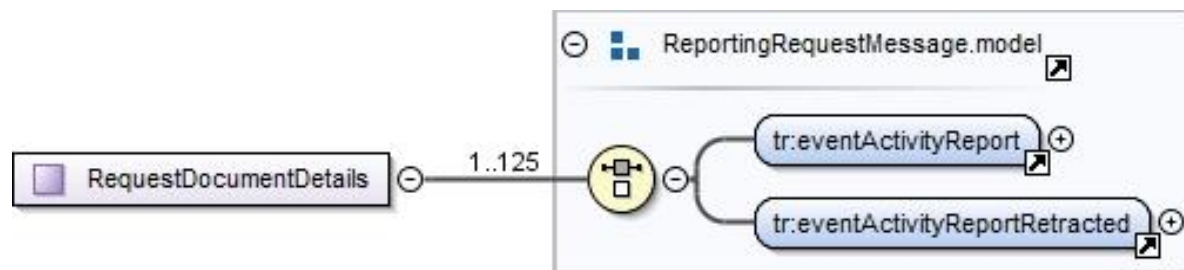 ReportingRequestMessage.model
tr:eventActivityReport
1..125
RequestDocumentDetails
tr:eventActivityReportRetracted